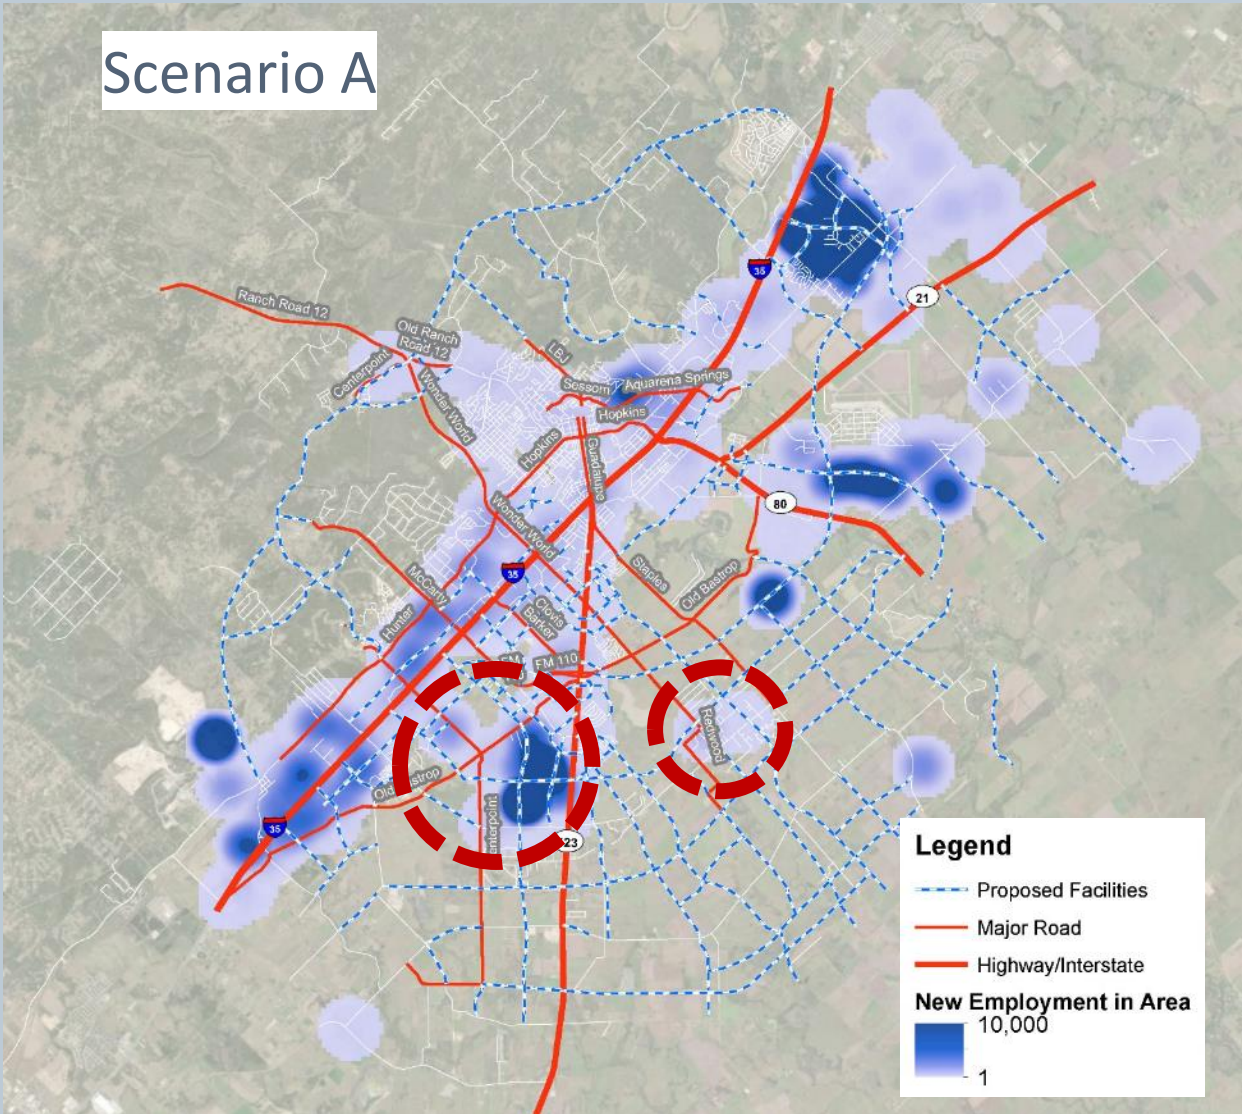 Scenario A
35
21
Ranch Road 12
Old Ranch
Road 12
Centerpoint
LBJ
Wonder World
Sessom
Aquarena Springs
Hopkins
Hopkins
Guadalupe
80
Wonder World
35
McCarty
Staples
Old Bastrop
Clovis
Barker
Hunter
FM
FM 110
Redwood
Old Bastrop
35
enterpoint
23
Legend
Proposed Facilities
Major Road
Highway/Interstate
New Employment in Area
10,000
1